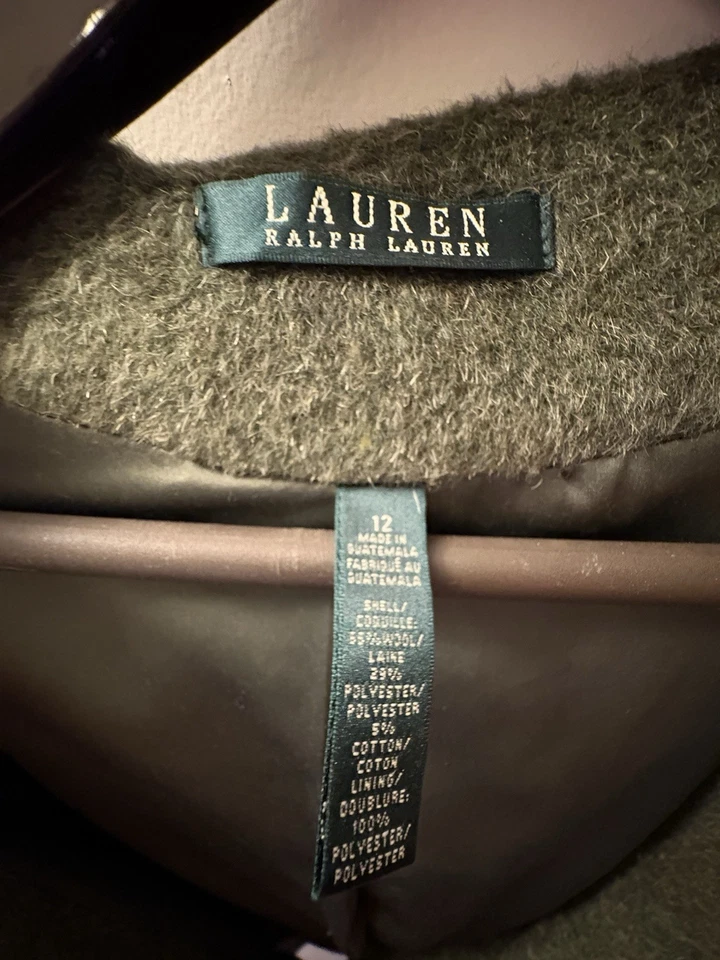 LAUREN
RALPH LAUREN
12
MADE IN
GUATEMALA
FABRIQUÉ AU
GUATEMALA
SHELL/
COQUILLE:
WOOL/
LAINE
29%
POLYESTER/
POLYESTER
5%
COTTON/
COTON
LINING/
DOUBLURE:
100%
POLYESTER/
POLYESTER